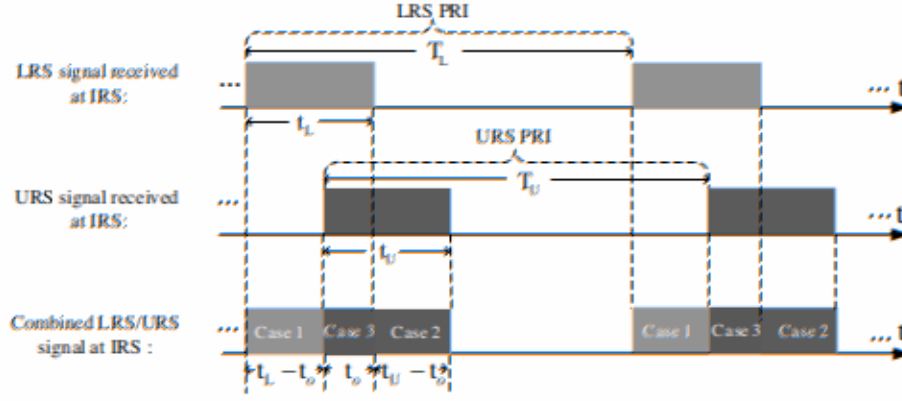 LRS PRI
T_L
LRS signal received
at IRS:
... ... t
t_L
URS PRI
T_U
URS signal received
at IRS:
... ... t
t_U
Combined LRS/URS
signal at IRS :
... Case 1 Case 3 Case 2 Case 1 Case 3 Case 2 ... t
t_L − t_o t_o t_U − t_o